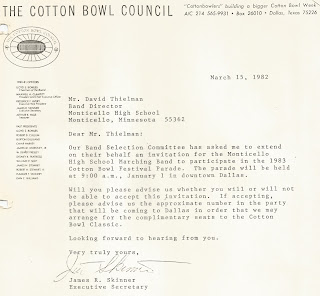 THE COTTON BOWL COUNCIL
"Cottonbowlers" building a bigger Cotton Bowl Week
A/C 214 565-9931 • Box 26010 • Dallas, Texas 75226
March 15, 1982
Mr. David Thielman
Band Director
Monticello High School
Monticello, Minnesota 55362
Dear Mr. Thielman:
Our Band Selection Committee has asked me to extend
on their behalf an Invitation for the Monticello
High School Marching Band to participate in the 1983
Cotton Bowl Festival Parade. The parade will be held
at 9:00 a.m., January 1 in downtown Dallas.
Will you please advise us whether you will or will not
be able to accept this invitation. If accepting,
please advise us the approximate number in the party
that will be coming to Dallas in order that we may
arrange for the complimentary seats to the Cotton
Bowl Classic.
Looking forward to hearing from you.
Very truly yours,
James R. Skinner
Executive Secretary